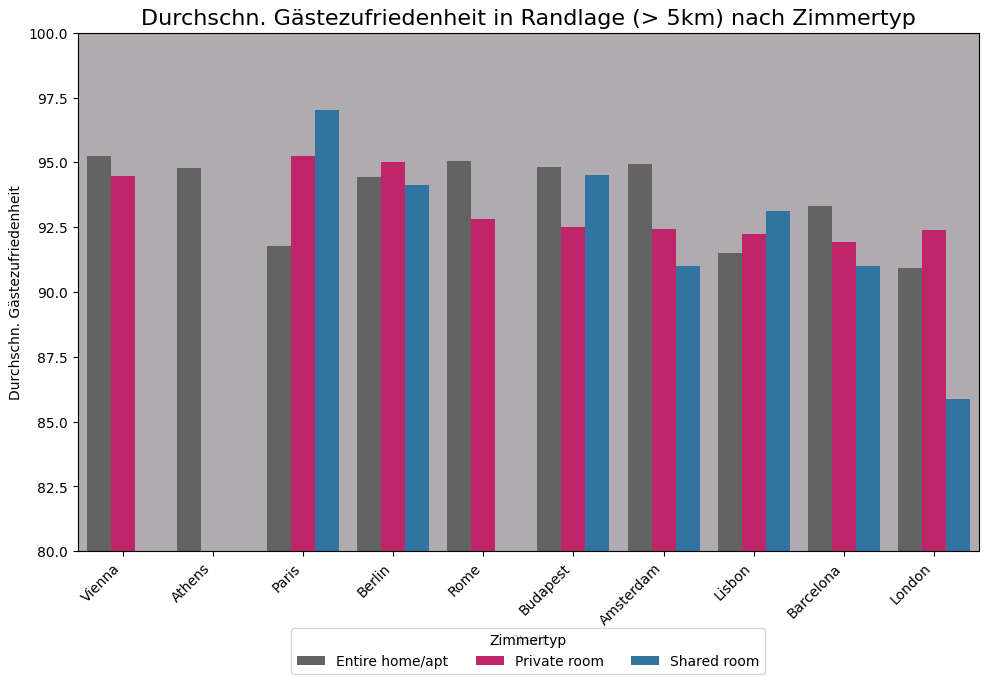 Durchschn. Gästezufriedenheit in Randlage (> 5km) nach Zimmertyp
Durchschn. Gästezufriedenheit
100.0
97.5
95.0
92.5
90.0
87.5
85.0
82.5
80.0
Vienna
Athens
Paris
Berlin
Rome
Budapest
Amsterdam
Lisbon
Barcelona
London
Zimmertyp
Entire home/apt Private room Shared room